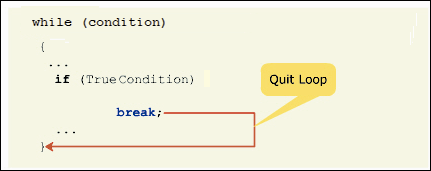 while (condition)
{
...
if (TrueCondition)
Quit Loop
break;
...
}